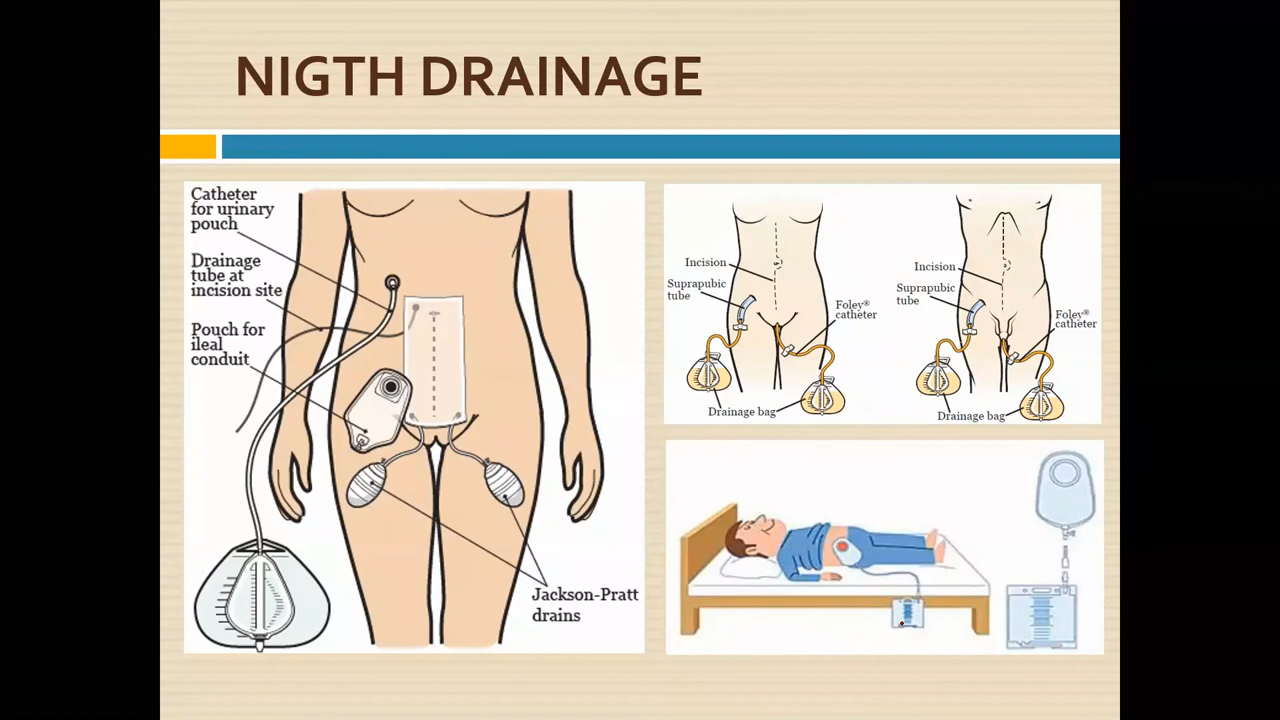 NIGTH DRAINAGE
Catheter
for urinary
pouch
Drainage
tube at
incision site
Pouch for
ileal
conduit
Jackson-Pratt
drains
Incision
Suprapubic
tube
Foley®
catheter
Drainage bag
Incision
Suprapubic
tube
Foley®
catheter
Drainage bag